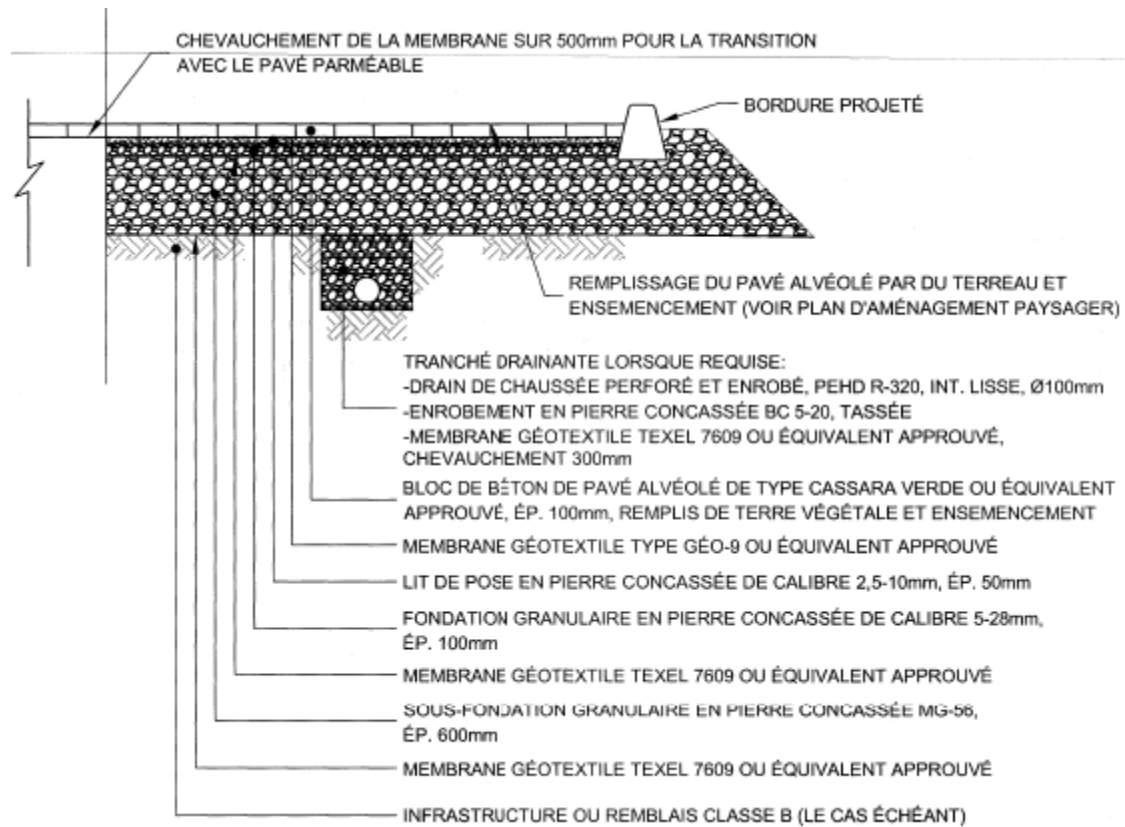 CHEVAUCHEMENT DE LA MEMBRANE SUR 500mm POUR LA TRANSITION
AVEC LE PAVÉ PARMÉABLE
BORDURE PROJETÉ
REMPLISSAGE DU PAVÉ ALVÉOLÉ PAR DU TERREAU ET
ENSEMENCEMENT (VOIR PLAN D'AMÉNAGEMENT PAYSAGER)
TRANCHÉ DRAINANTE LORSQUE REQUISE:
-DRAIN DE CHAUSSÉE PERFORÉ ET ENROBÉ, PEHD R-320, INT. LISSE, Ø100mm
-ENROBEMENT EN PIERRE CONCASSÉE BC 5-20, TASSÉE
-MEMBRANE GÉOTEXTILE TEXEL 7609 OU ÉQUIVALENT APPROUVÉ,
CHEVAUCHEMENT 300mm
BLOC DE BÉTON DE PAVÉ ALVÉOLÉ DE TYPE CASSARA VERDE OU ÉQUIVALENT
APPROUVÉ, ÉP. 100mm, REMPLIS DE TERRE VÉGÉTALE ET ENSEMENCEMENT
MEMBRANE GÉOTEXTILE TYPE GÉO-9 OU ÉQUIVALENT APPROUVÉ
LIT DE POSE EN PIERRE CONCASSÉE DE CALIBRE 2,5-10mm, ÉP. 50mm
FONDATION GRANULAIRE EN PIERRE CONCASSÉE DE CALIBRE 5-28mm,
ÉP. 100mm
MEMBRANE GÉOTEXTILE TEXEL 7609 OU ÉQUIVALENT APPROUVÉ
SOUS-FONDATION GRANULAIRE EN PIERRE CONCASSÉE MG-56,
ÉP. 600mm
MEMBRANE GÉOTEXTILE TEXEL 7609 OU ÉQUIVALENT APPROUVÉ
INFRASTRUCTURE OU REMBLAIS CLASSE B (LE CAS ÉCHÉANT)